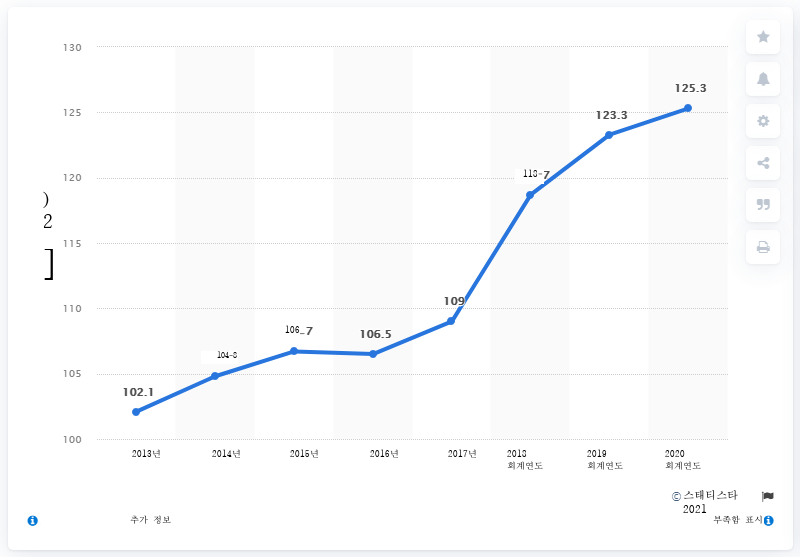 130
125
120
115
110
105
100
)
2
]
102.1
104-8
106_7
106.5
109
118-7
123.3
125.3
2013년
2014년
2015년
2016년
2017년
2018
회계연도
2019
회계연도
2020
회계연도
© 스태티스타
2021
추가 정보
부족함 표시